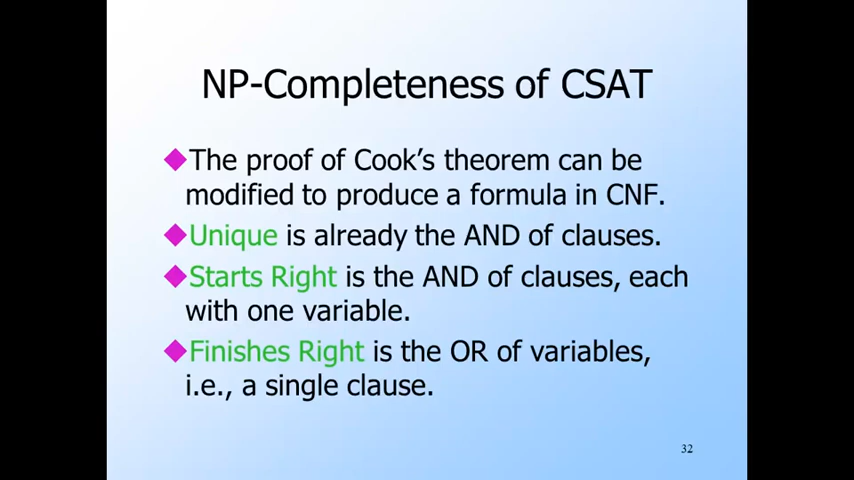 NP-Completeness of CSAT
The proof of Cook's theorem can be
modified to produce a formula in CNF.
Unique is already the AND of clauses.
Starts Right is the AND of clauses, each
with one variable.
Finishes Right is the OR of variables,
i.e., a single clause.
32